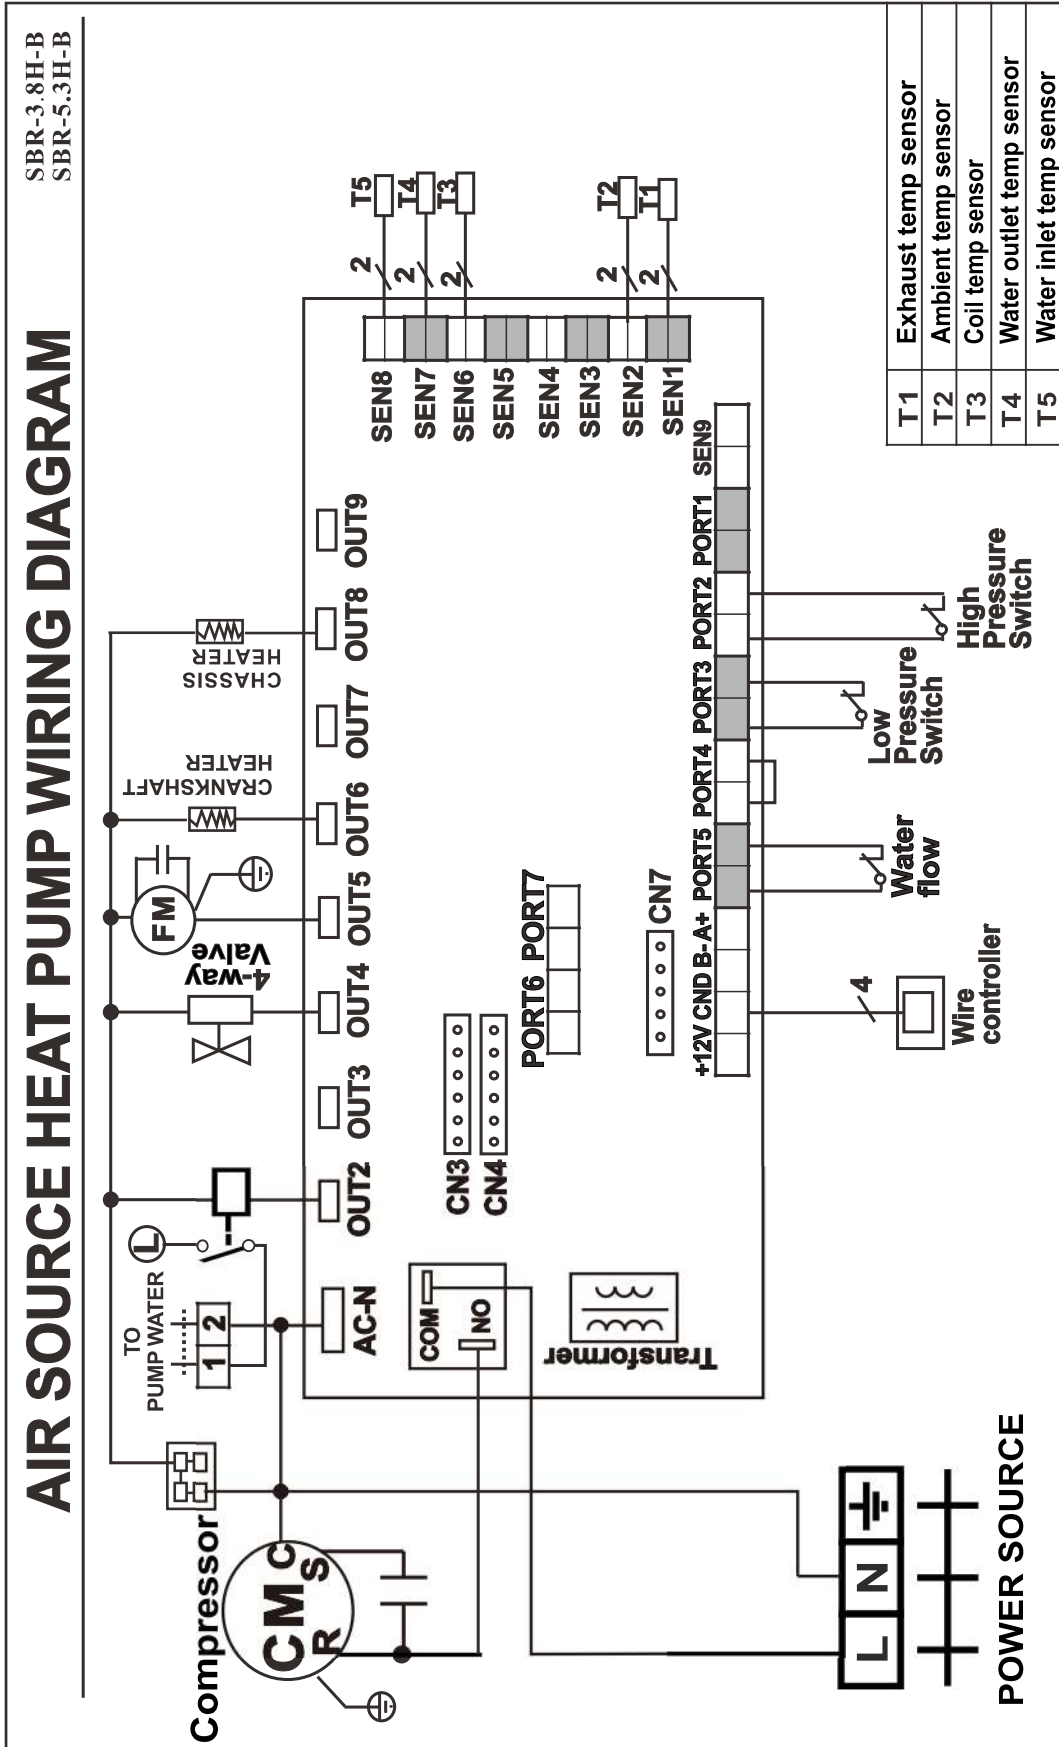 AIR SOURCE HEAT PUMP WIRING DIAGRAM
SBR-3.8H-B
SBR-5.3H-B
Compressor
CM
C
S
R
TO
PUMP WATER
1
2
L
4-way
Valve
FM
CRANKSHAFT
HEATER
CHASSIS
HEATER
AC-N
OUT2
OUT3
OUT4
OUT5
OUT6
OUT7
OUT8
OUT9
COM
NO
Transformer
CN3
CN4
PORT6
PORT7
CN7
SEN8
SEN7
SEN6
SEN5
SEN4
SEN3
SEN2
SEN1
2
T5
2
T4
2
T3
2
T2
2
T1
+12V CND B- A+ PORT5 PORT4 PORT3 PORT2 PORT1 SEN9
4
Wire
controller
Water
flow
Low
Pressure
Switch
High
Pressure
Switch
L
N
POWER SOURCE
T1 Exhaust temp sensor
T2 Ambient temp sensor
T3 Coil temp sensor
T4 Water outlet temp sensor
T5 Water inlet temp sensor